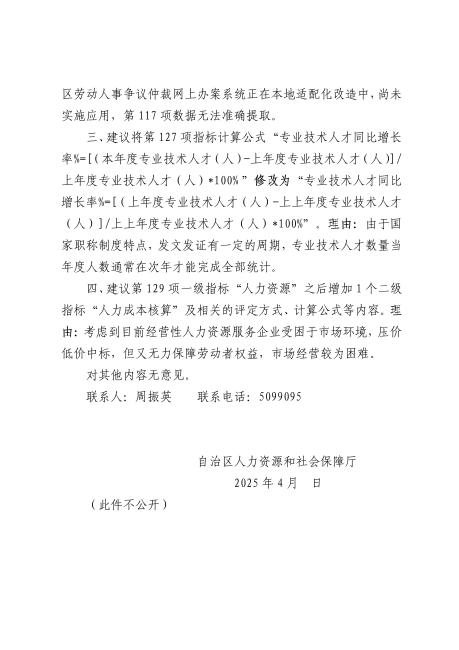 区劳动人事争议仲裁网上办案系统正在本地适配化改造中，尚未
实施应用，第 117 项数据无法准确提取。
三、建议将第 127 项指标计算公式“专业技术人才同比增长
率%=[(本年度专业技术人才（人）-上年度专业技术人才（人）]/
上年度专业技术人才（人）*100%”修改为“专业技术人才同比
增长率%=[（上年度专业技术人才（人）-上上年度专业技术人才
（人）]/上上年度专业技术人才（人）*100%”。理由：由于国
家职称制度特点，发文发证有一定的周期，专业技术人才数量当
年度人数通常在次年才能完成全部统计。
四、建议第 129 项一级指标“人力资源”之后增加 1 个二级
指标“人力成本核算”及相关的评定方式、计算公式等内容。理
由：考虑到目前经营性人力资源服务企业受困于市场环境，压价
低价中标，但又无力保障劳动者权益，市场经营较为困难.
对其他内容无意见。
联系人：周振英 联系电话：5099095
自治区人力资源和社会保障厅
2025 年 4 月 日
（此件不公开）